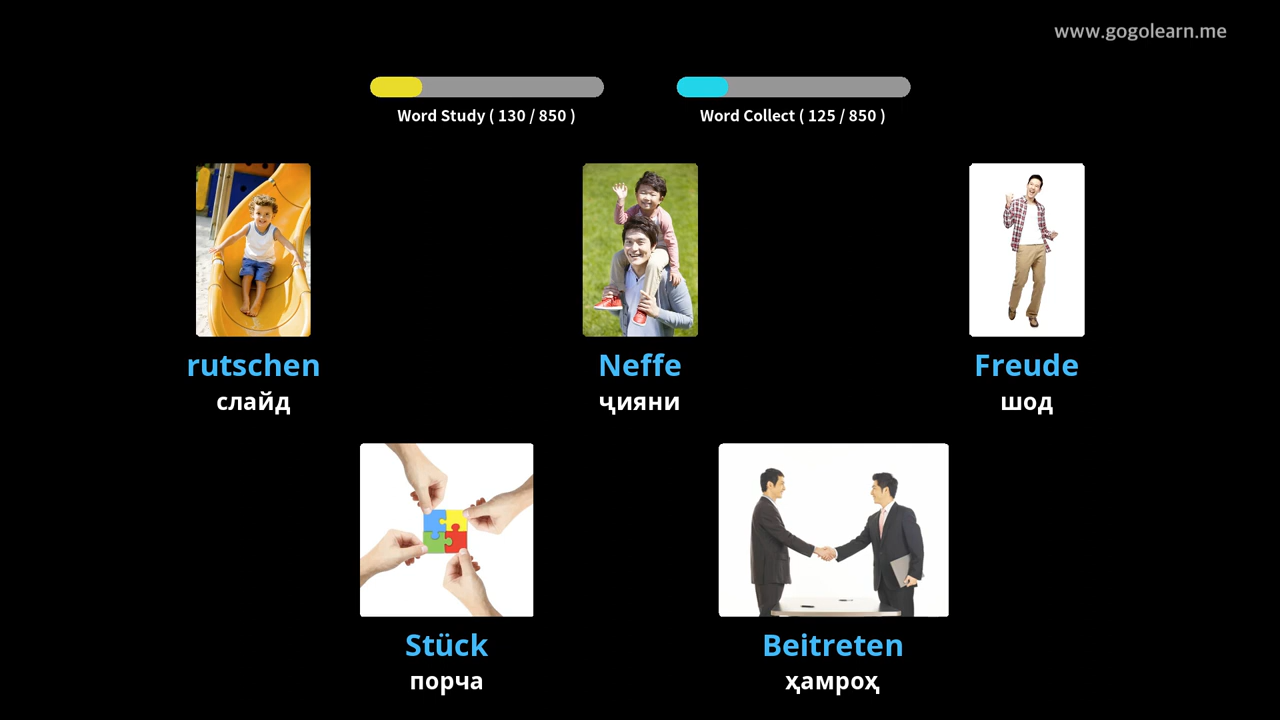 www.gogolearn.me
Word Study ( 130 / 850 )
Word Collect ( 125 / 850 )
rutschen
Neffe
Freude
слайд
ҷияни
шод
Stück
Beitreten
порча
ҳамроҳ